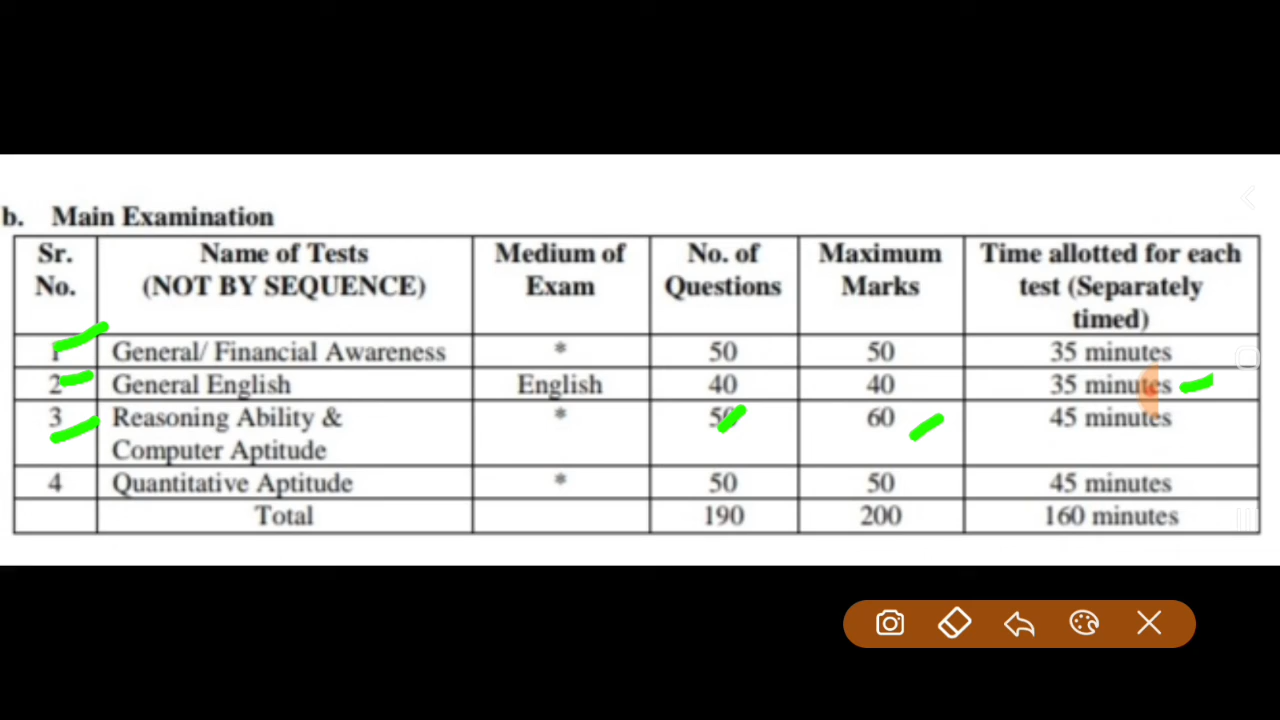 b. Main Examination
Sr. No. Name of Tests (NOT BY SEQUENCE) Medium of Exam No. of Questions Maximum Marks Time allotted for each test (Separately timed)
1 General/ Financial Awareness * 50 50 35 minutes
2 General English English 40 40 35 minutes
3 Reasoning Ability & Computer Aptitude * 50 60 45 minutes
4 Quantitative Aptitude * 50 50 45 minutes
Total 190 200 160 minutes